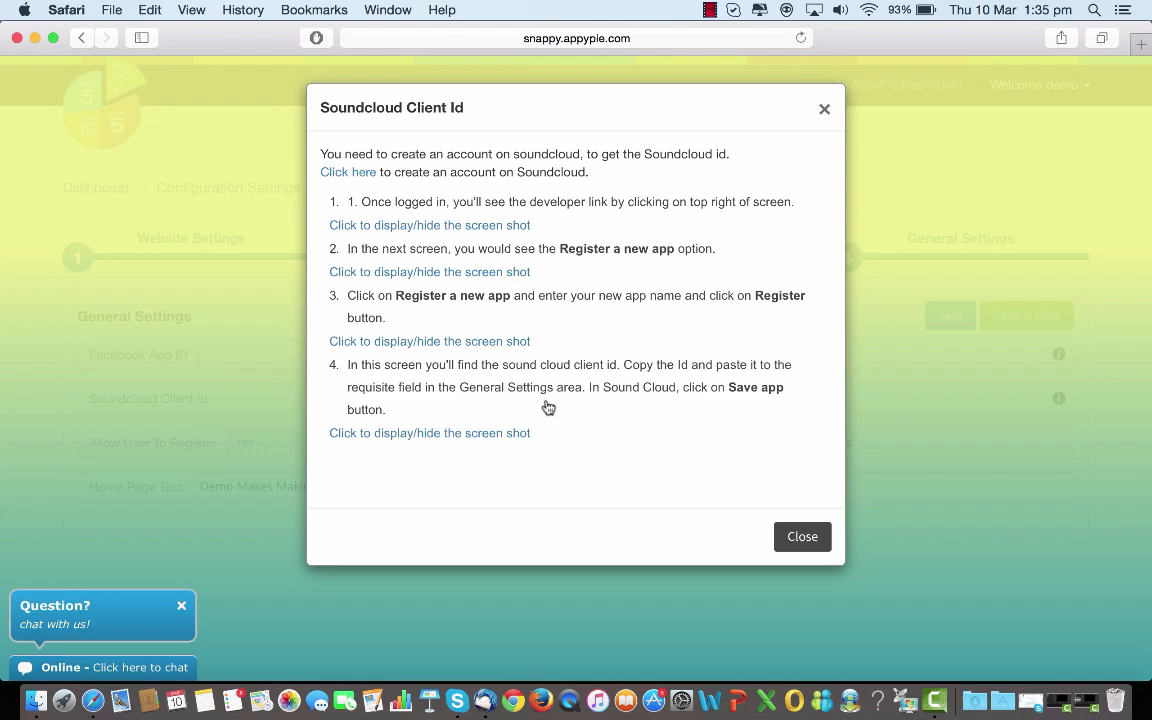 Safari File Edit View History Bookmarks Window Help 93% Thu 10 Mar 1:35 pm
snappy.appypie.com
AppyPie Dashboard Welcome demo
Soundcloud Client Id
×
You need to create an account on soundcloud, to get the Soundcloud id.
Click here to create an account on Soundcloud.
Dashboard Configuration Settings
1. 1. Once logged in, you'll see the developer link by clicking on top right of screen.
Click to display/hide the screen shot
Website Settings
General Settings
2. In the next screen, you would see the Register a new app option.
1
Click to display/hide the screen shot
3. Click on Register a new app and enter your new app name and click on Register
button.
General Settings
Skip Save & Next
Click to display/hide the screen shot
Facebook App ID
4. In this screen you'll find the sound cloud client id. Copy the Id and paste it to the
requisite field in the General Settings area. In Sound Cloud, click on Save app
button.
Soundcloud Client Id
Click to display/hide the screen shot
Allow User To Register Yes
Home Page Text Demo Makes
Close
Question? ×
chat with us!
Online - Click here to chat